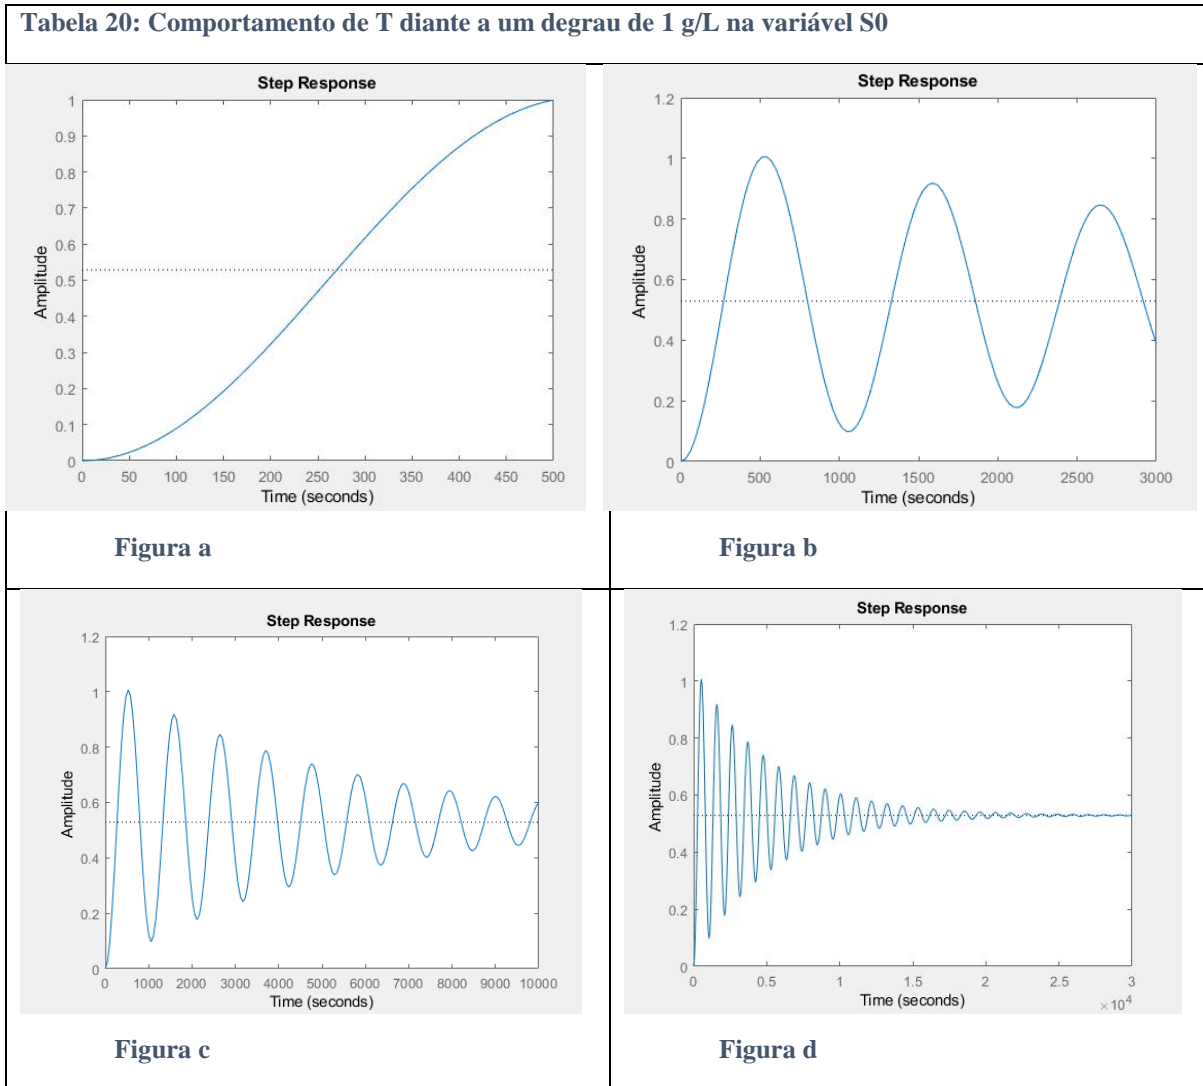 Tabela 20: Comportamento de T diante a um degrau de 1 g/L na variável S0
Step Response
Amplitude
1
0.9
0.8
0.7
0.6
0.5
0.4
0.3
0.2
0.1
0
0 50 100 150 200 250 300 350 400 450 500
Time (seconds)
Figura a
Step Response
Amplitude
1.2
1
0.8
0.6
0.4
0.2
0
0 500 1000 1500 2000 2500 3000
Time (seconds)
Figura b
Step Response
Amplitude
1.2
1
0.8
0.6
0.4
0.2
0
0 1000 2000 3000 4000 5000 6000 7000 8000 9000 10000
Time (seconds)
Figura c
Step Response
Amplitude
1.2
1
0.8
0.6
0.4
0.2
0
0 0.5 1 1.5 2 2.5 3
Time (seconds)
×10⁴
Figura d